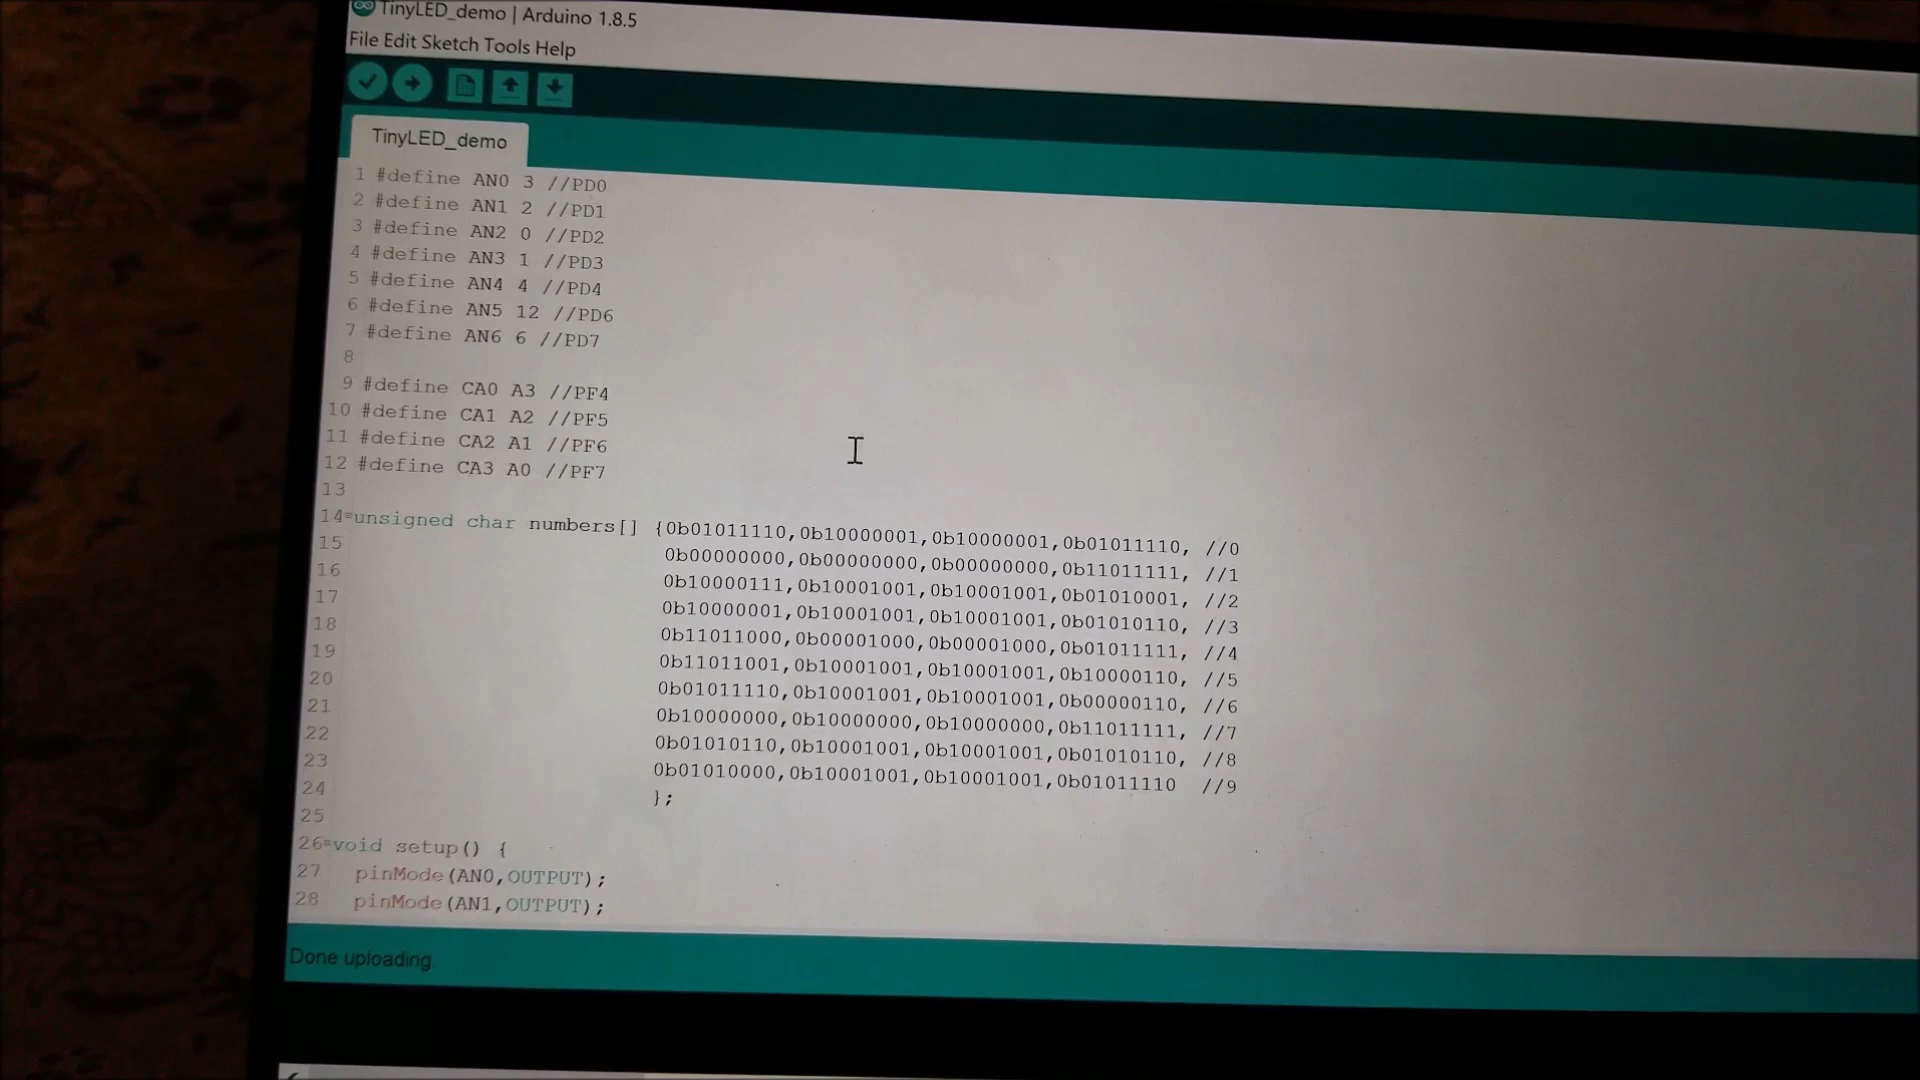 TinyLED_demo | Arduino 1.8.5
File Edit Sketch Tools Help
TinyLED_demo
1 #define AN0 3 //PD0
2 #define AN1 2 //PD1
3 #define AN2 0 //PD2
4 #define AN3 1 //PD3
5 #define AN4 4 //PD4
6 #define AN5 12 //PD6
7 #define AN6 6 //PD7
8
9 #define CA0 A3 //PF4
10 #define CA1 A2 //PF5
11 #define CA2 A1 //PF6
12 #define CA3 A0 //PF7
13
14 unsigned char numbers[] {0b01011110,0b10000001,0b10000001,0b01011110, //0
15 0b00000000,0b00000000,0b00000000,0b11011111, //1
16 0b10000111,0b10001001,0b10001001,0b01010001, //2
17 0b10000001,0b10001001,0b10001001,0b01010110, //3
18 0b11011000,0b00001000,0b00001000,0b01011111, //4
19 0b11011001,0b10001001,0b10001001,0b10000110, //5
20 0b01011110,0b10001001,0b10001001,0b00000110, //6
21 0b10000000,0b10000000,0b10000000,0b11011111, //7
22 0b01010110,0b10001001,0b10001001,0b01010110, //8
23 0b01010000,0b10001001,0b10001001,0b01011110 //9
24 };
25
26 void setup() {
27 pinMode(AN0,OUTPUT);
28 pinMode(AN1,OUTPUT);
Done uploading.